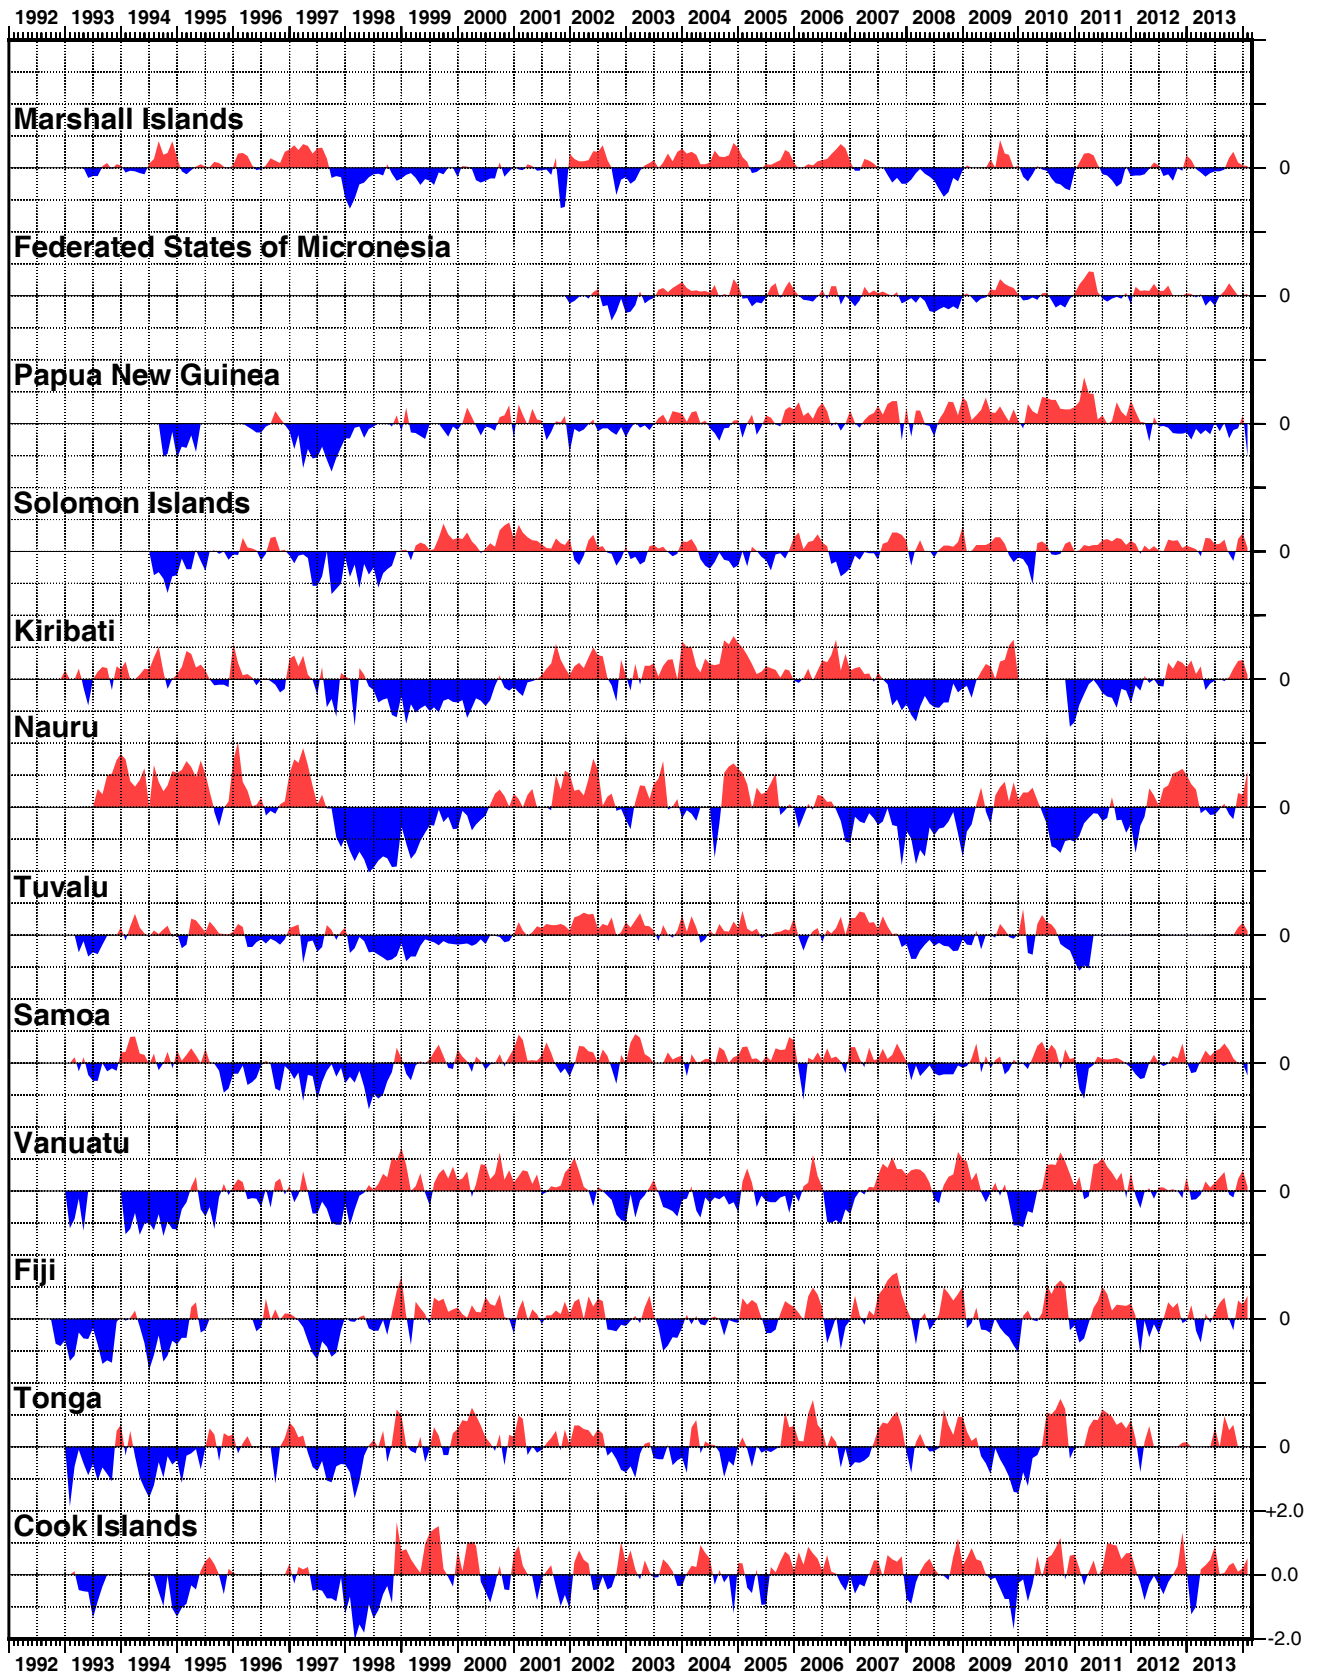 1992 1993 1994 1995 1996 1997 1998 1999 2000 2001 2002 2003 2004 2005 2006 2007 2008 2009 2010 2011 2012 2013
Marshall Islands
0
Federated States of Micronesia
0
Papua New Guinea
0
Solomon Islands
0
Kiribati
0
Nauru
0
Tuvalu
0
Samoa
0
Vanuatu
0
Fiji
0
Tonga
0
+2.0
Cook Islands
0.0
-2.0
1992 1993 1994 1995 1996 1997 1998 1999 2000 2001 2002 2003 2004 2005 2006 2007 2008 2009 2010 2011 2012 2013